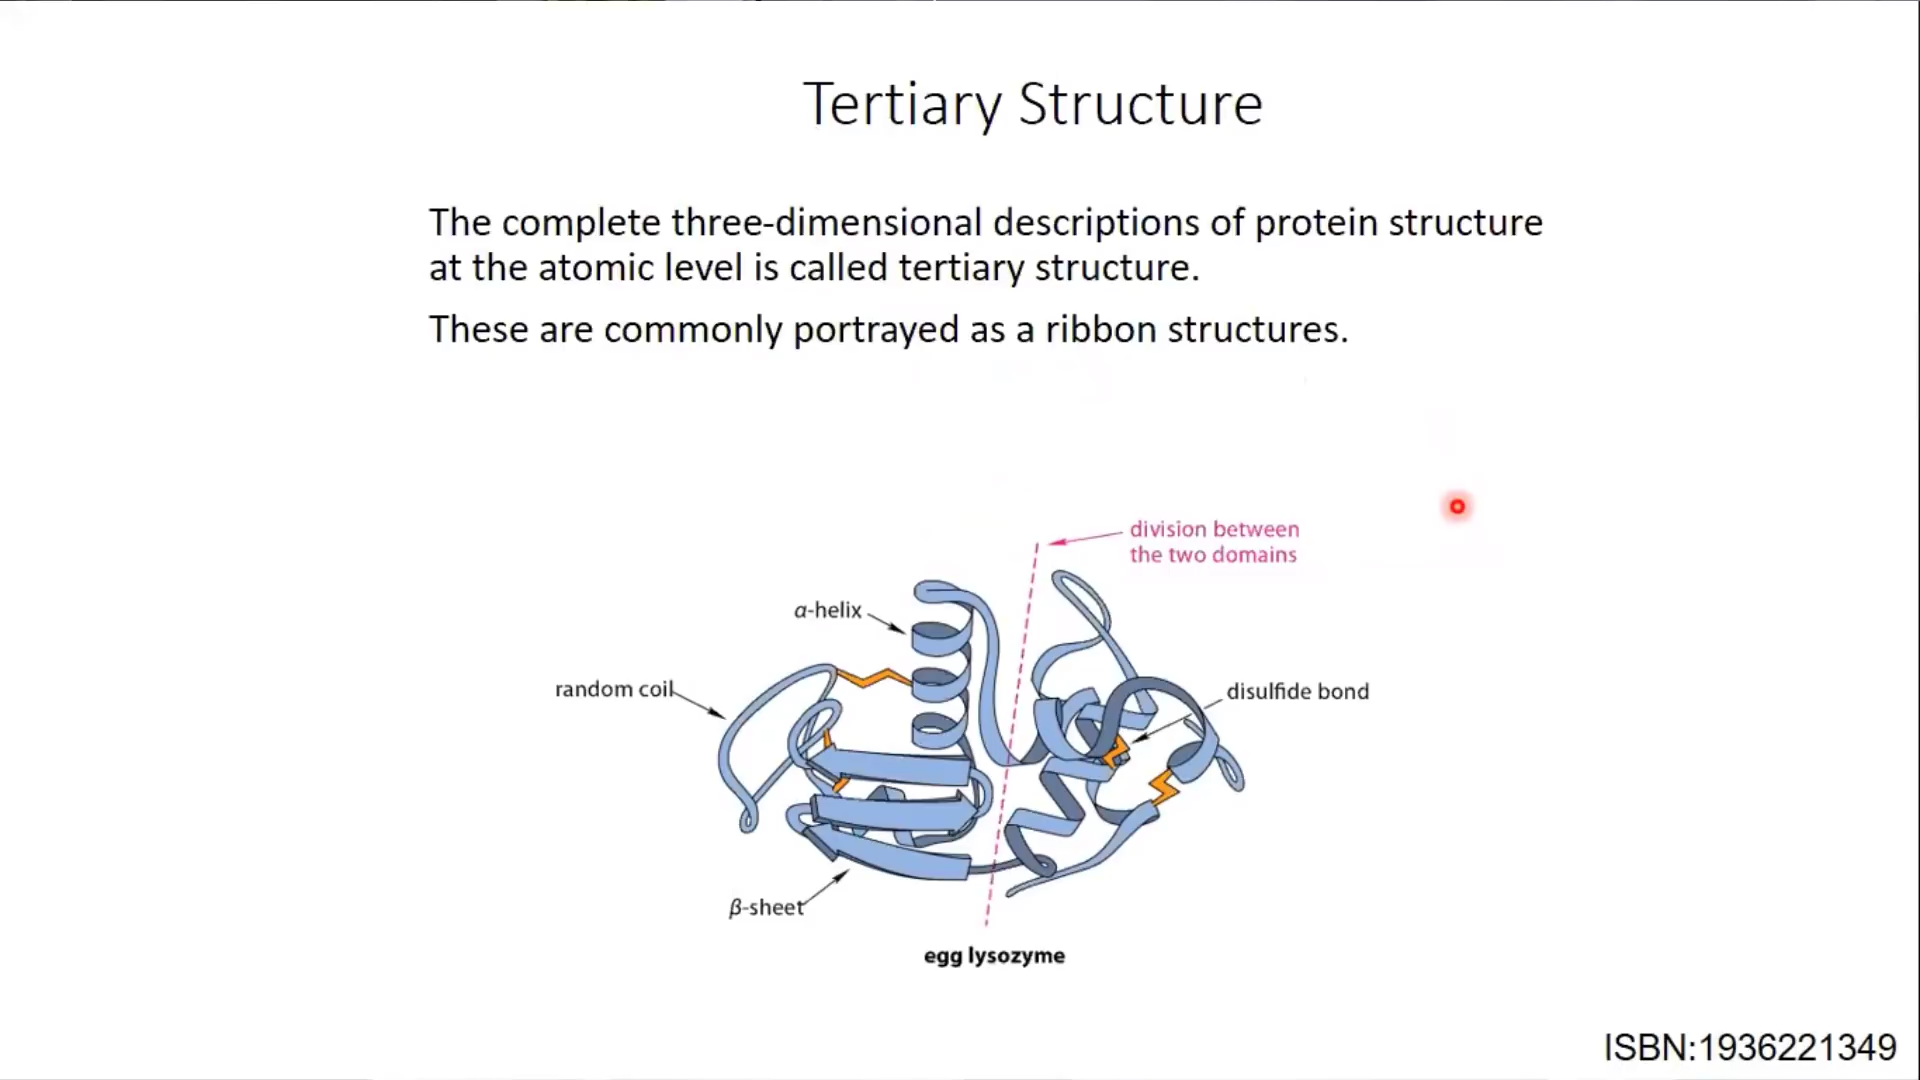 Tertiary Structure
The complete three-dimensional descriptions of protein structure
at the atomic level is called tertiary structure.
These are commonly portrayed as a ribbon structures.
division between
the two domains
α-helix
random coil
disulfide bond
β-sheet
egg lysozyme
ISBN:1936221349